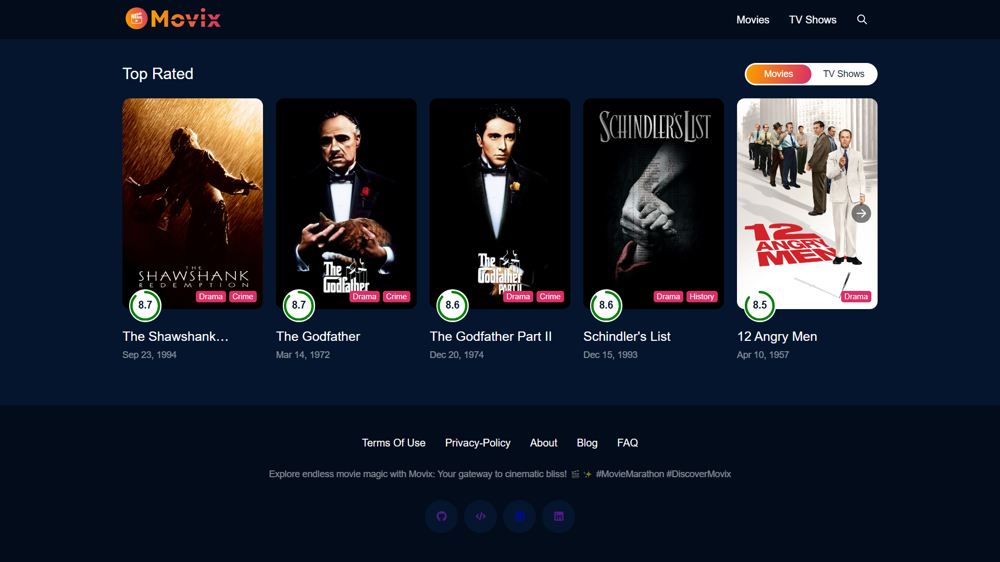 Movix
Movies
TV Shows
Top Rated
Movies
TV Shows
THE
SHAWSHANK
REDEMPTION
8.7
Drama
Crime
The Shawshank...
Sep 23, 1994
The
Godfather
8.7
Drama
Crime
The Godfather
Mar 14, 1972
The
Godfather
PART II
8.6
Drama
Crime
The Godfather Part II
Dec 20, 1974
SCHINDLER'S LIST
8.6
Drama
History
Schindler's List
Dec 15, 1993
12
ANGRY
MEN
8.5
Drama
12 Angry Men
Apr 10, 1957
Terms Of Use
Privacy-Policy
About
Blog
FAQ
Explore endless movie magic with Movix: Your gateway to cinematic bliss! 🎬 ✨ #MovieMarathon #DiscoverMovix